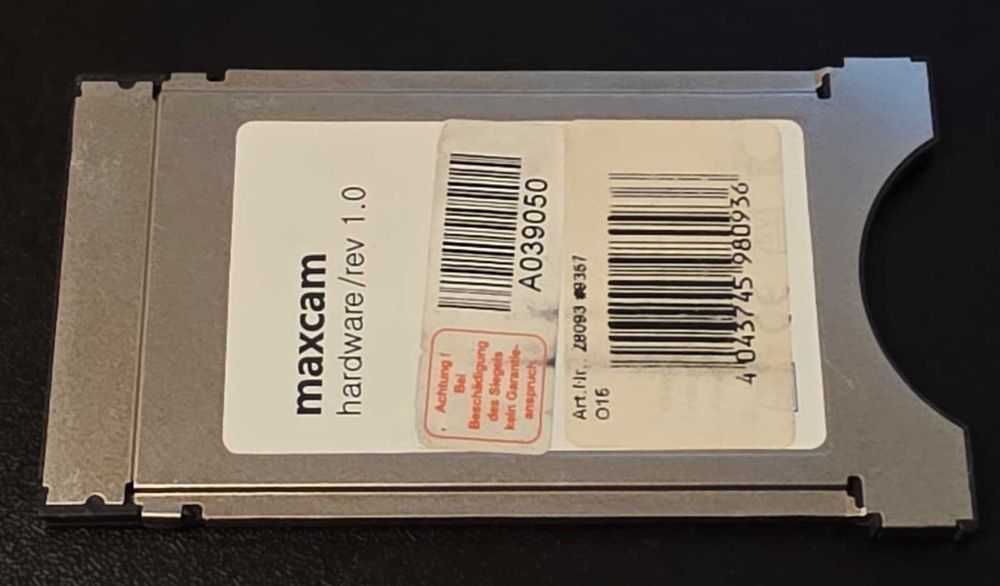 maxcam
hardware/rev 1.0
A039050
Achtung !
Bei
Beschädigung
des Siegels
kein Garantie-
anspruch
Art.Nr.
016
4 043745 980936